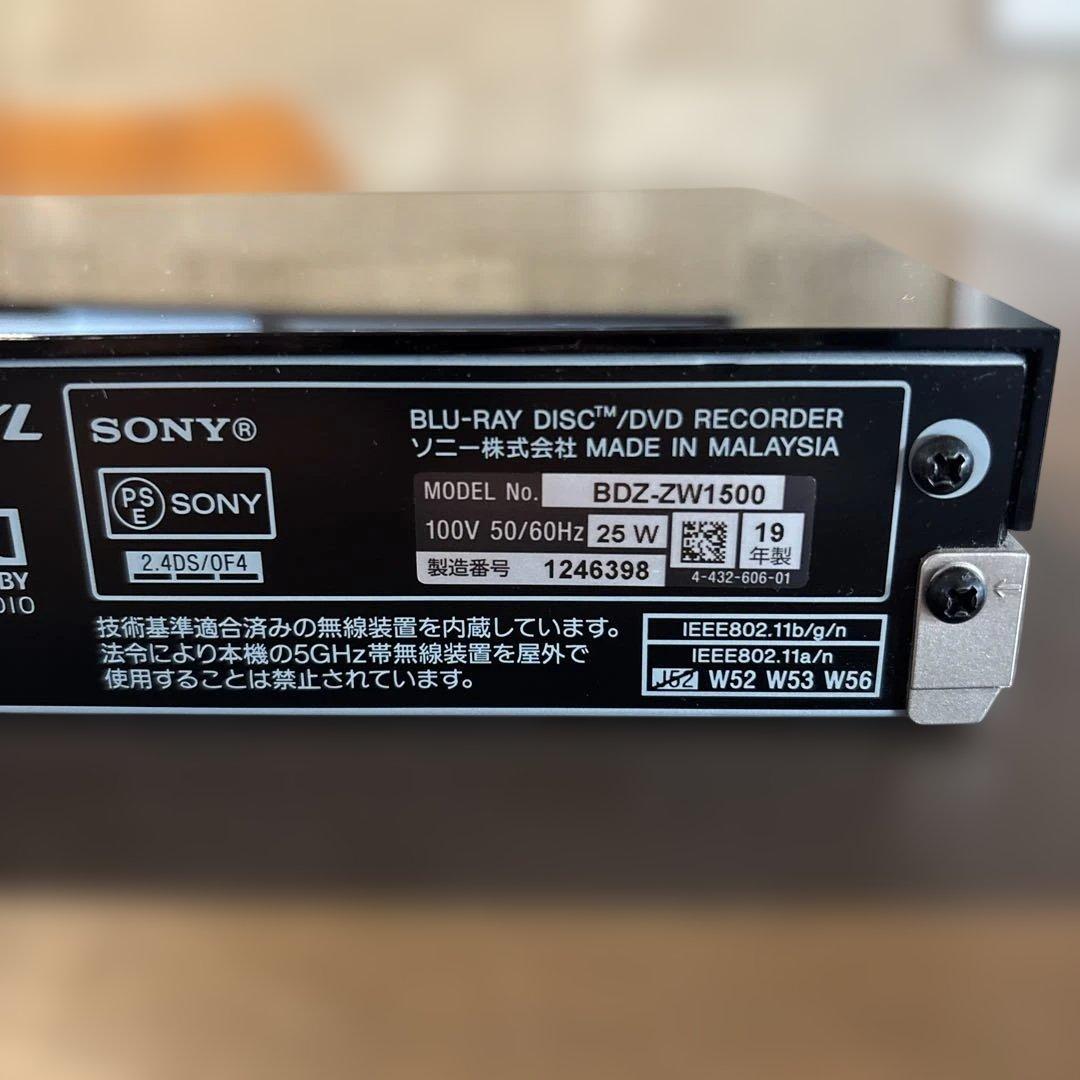 SONY®
BLU-RAY DISC™/DVD RECORDER
ソニー株式会社 MADE IN MALAYSIA
PSE SONY
MODEL No. BDZ-ZW1500
100V 50/60Hz 25 W
19年製
2.4DS/OF4
製造番号 1246398
4-432-606-01
技術基準適合済みの無線装置を内蔵しています。
法令により本機の5GHz帯無線装置を屋外で
使用することは禁止されています。
IEEE802.11b/g/n
IEEE802.11a/n
J52 W52 W53 W56